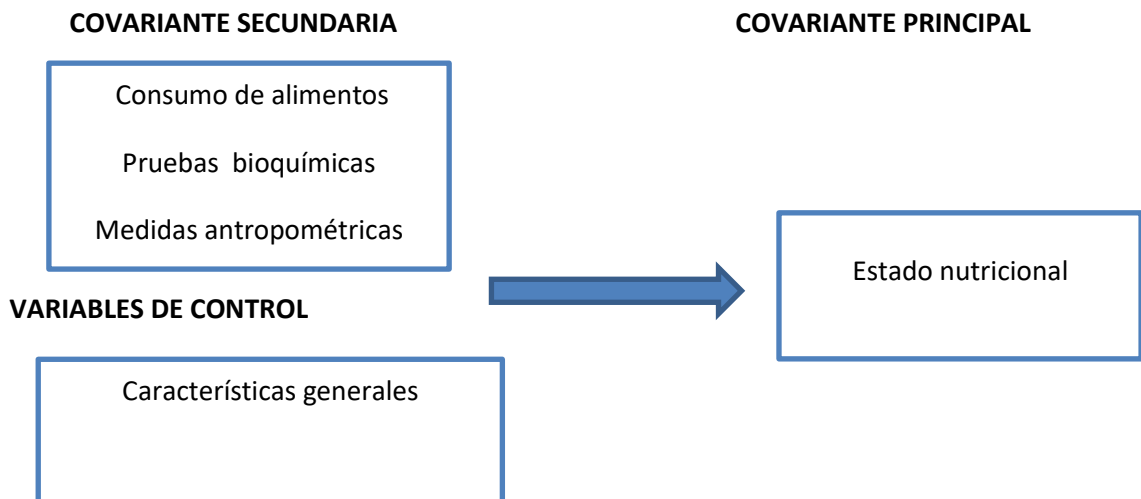 COVARIANTE SECUNDARIA
Consumo de alimentos
Pruebas bioquímicas
Medidas antropométricas
VARIABLES DE CONTROL
Características generales
COVARIANTE PRINCIPAL
Estado nutricional